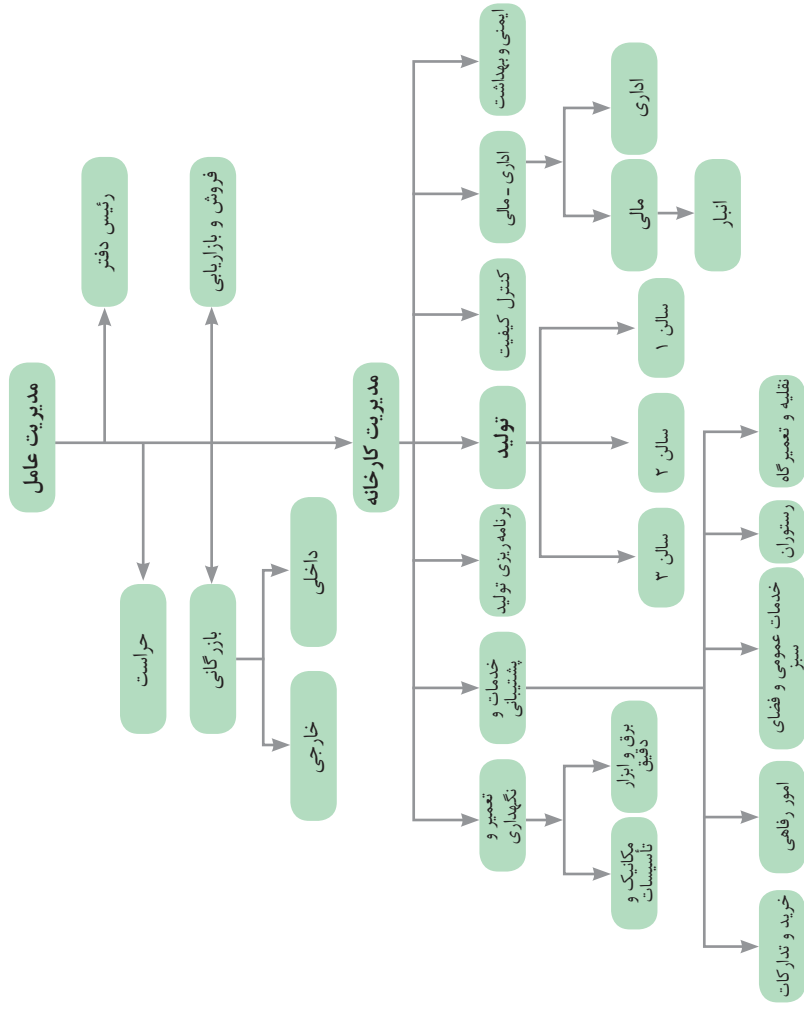 مدیریت عامل
رئیس دفتر
حراست
فروش و بازاریابی
بازرگانی
داخلی
خارجی
مدیریت کارخانه
ایمنی و بهداشت
اداری - مالی
کنترل کیفیت
تولید
برنامه‌ریزی تولید
خدمات و
پشتیبانی
تعمیر و
نگهداری
اداری
مالی
انبار
سالن ۱
سالن ۲
سالن ۳
برق و ابزار
دقیق
مکانیک و
تأسیسات
نقلیه و تعمیرگاه
رستوران
خدمات عمومی و فضای
سبز
امور رفاهی
خرید و تدارکات